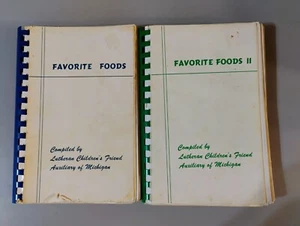 FAVORITE FOODS
Compiled by
Lutheran Children's Friend
Auxiliary of Michigan
FAVORITE FOODS II
Compiled by
Lutheran Children's Friend
Auxiliary of Michigan